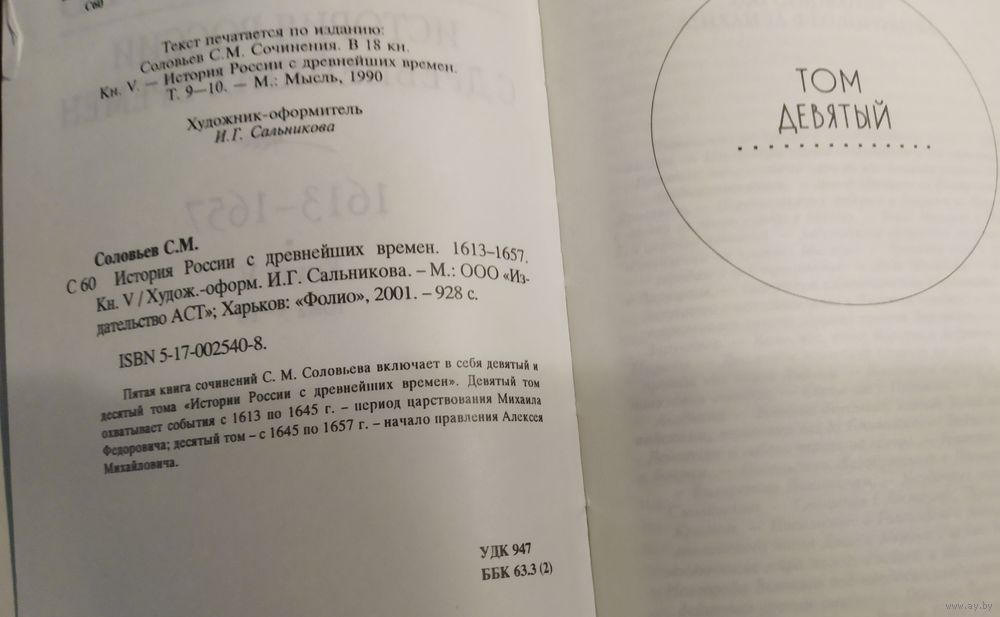 С60
Текст печатается по изданию:
Соловьев С.М. Сочинения. В 18 кн.
Кн. V. — История России с древнейших времен.
Т. 9—10. — М.: Мысль, 1990
Художник-оформитель
И.Г. Сальникова
1613–1657
Соловьев С.М.
С 60 История России с древнейших времен. 1613–1657.
Кн. V / Худож.-оформ. И.Г. Сальникова. – М.: ООО «Из-
дательство АСТ»; Харьков: «Фолио», 2001. – 928 с.
ISBN 5-17-002540-8.
Пятая книга сочинений С. М. Соловьева включает в себя девятый и
десятый тома «Истории России с древнейших времен». Девятый том
охватывает события с 1613 по 1645 г. – период царствования Михаила
Федоровича; десятый том – с 1645 по 1657 г. – начало правления Алексея
Михайловича.
УДК 947
ББК 63.3 (2)
ТОМ
ДЕВЯТЫЙ
www.ay.by